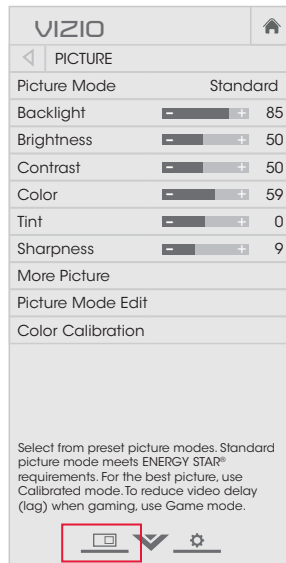 VIZIO
PICTURE
Picture Mode Standard
Backlight - + 85
Brightness - + 50
Contrast - + 50
Color - + 59
Tint - + 0
Sharpness - + 9
More Picture
Picture Mode Edit
Color Calibration
Select from preset picture modes. Standard
picture mode meets ENERGY STAR®
requirements. For the best picture, use
Calibrated mode. To reduce video delay
(lag) when gaming, use Game mode.